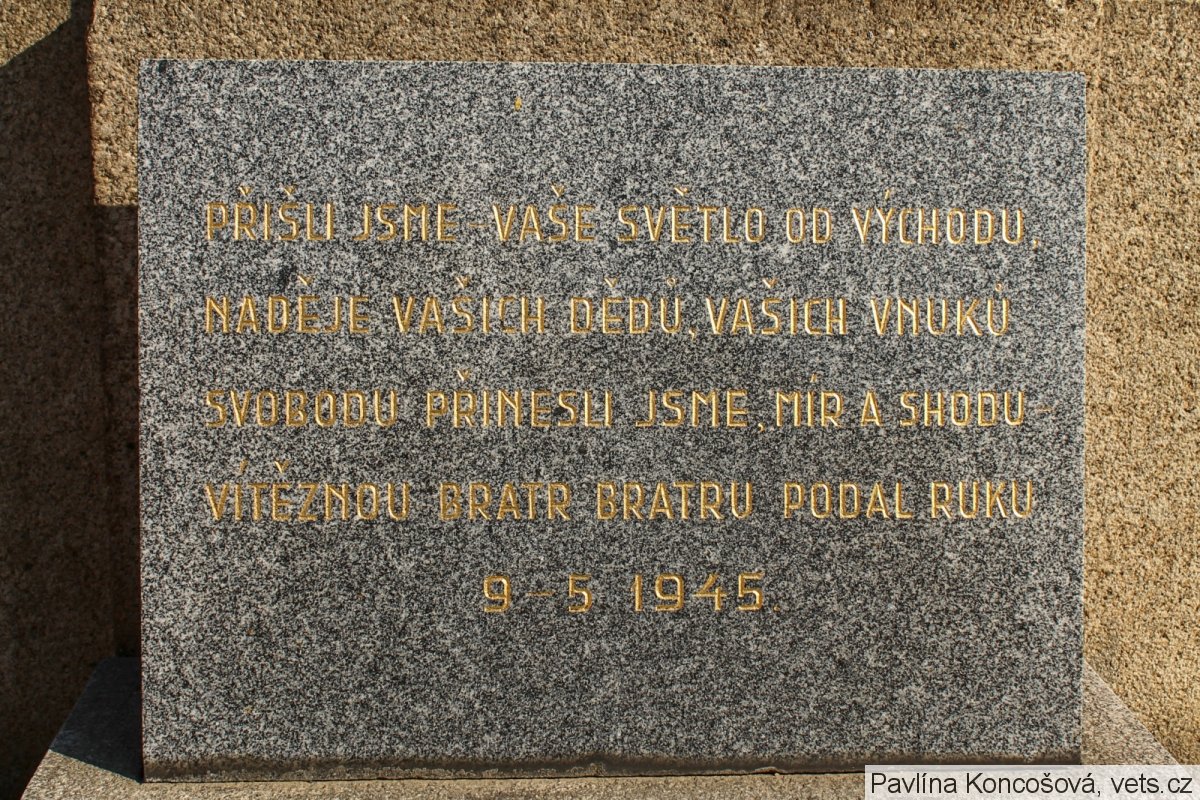 PŘIŠLI JSME - VAŠE SVĚTLO OD VÝCHODU,
NADĚJE VAŠICH DĚDŮ, VAŠICH VNUKŮ
SVOBODU PŘINESLI JSME, MÍR A SHODU -
VÍTĚŽNOU BRATR BRATRU PODAL RUKU
9 - 5 1945.
Pavlína Koncošová, vets.cz